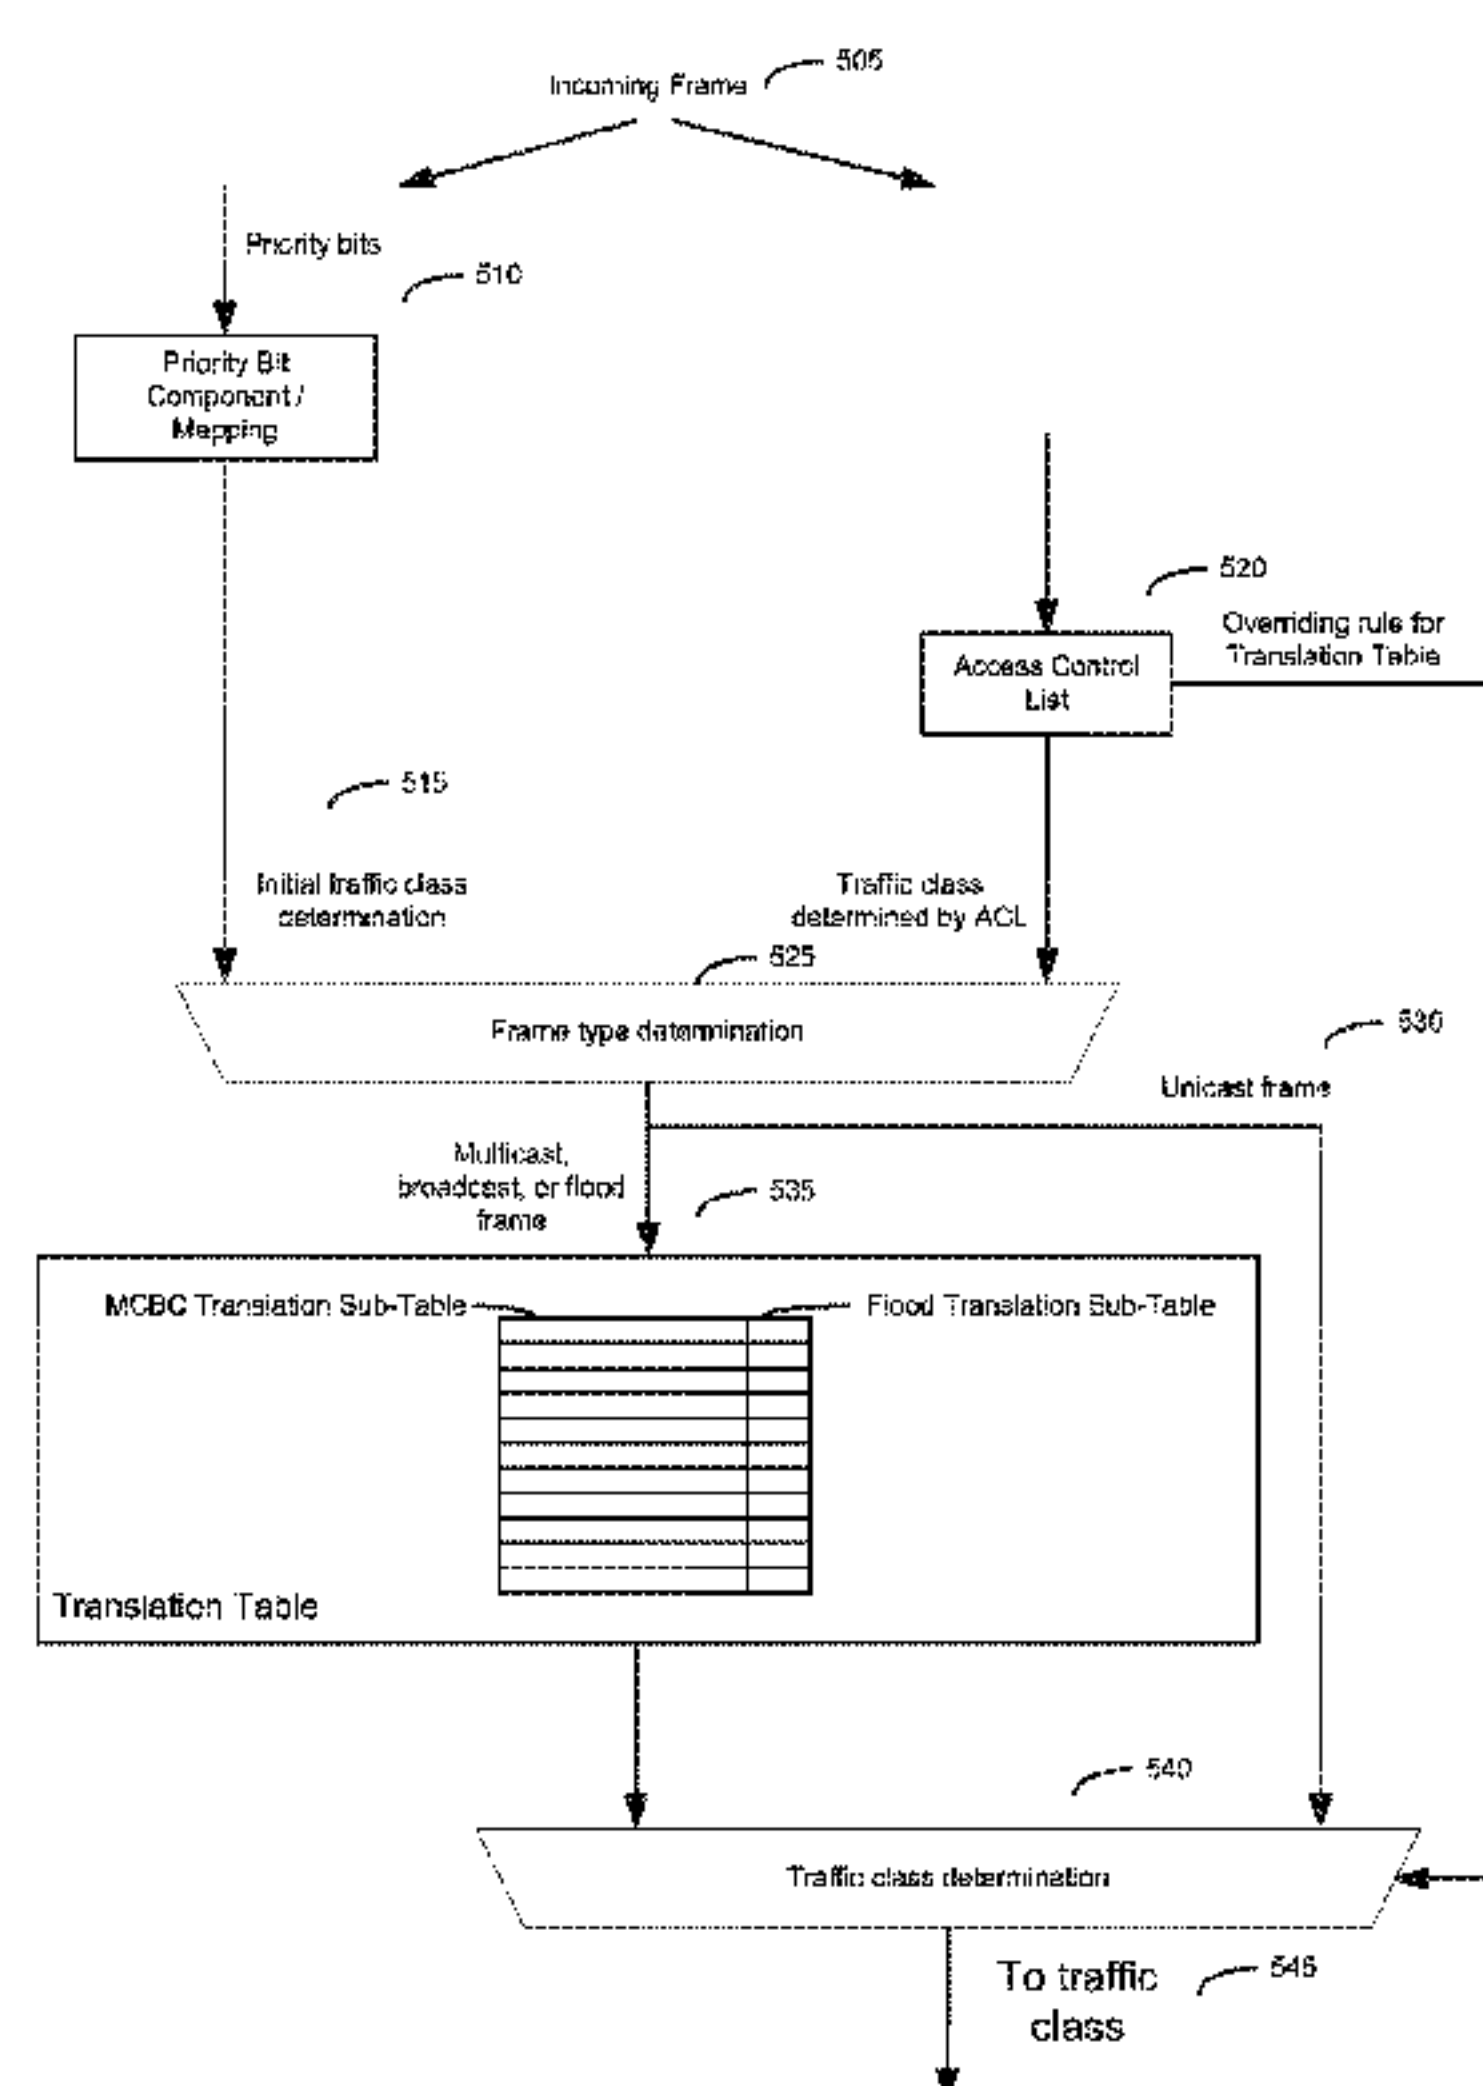 505
Incoming Frame
Priority bits
510
Priority Bit
Component /
Mapping
520
Overriding rule for
Translation Table
Access Control
List
515
Initial traffic class
determination
Traffic class
determined by ACL
525
Frame type determination
530
Unicast frame
Multicast,
broadcast, or flood
frame
535
MCBC Translation Sub-Table
Flood Translation Sub-Table
Translation Table
540
Traffic class determination
To traffic
class
545